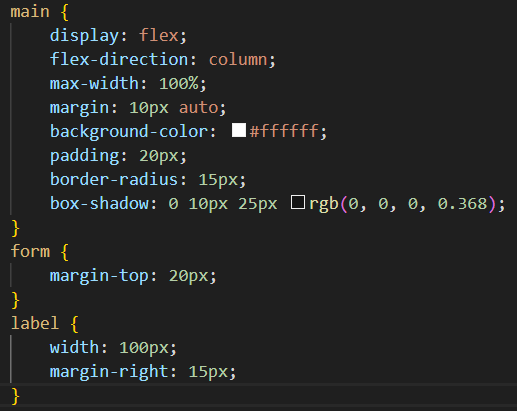 main {
    display: flex;
    flex-direction: column;
    max-width: 100%;
    margin: 10px auto;
    background-color: #ffffff;
    padding: 20px;
    border-radius: 15px;
    box-shadow: 0 10px 25px rgb(0, 0, 0, 0.368);
}
form {
    margin-top: 20px;
}
label {
    width: 100px;
    margin-right: 15px;
}